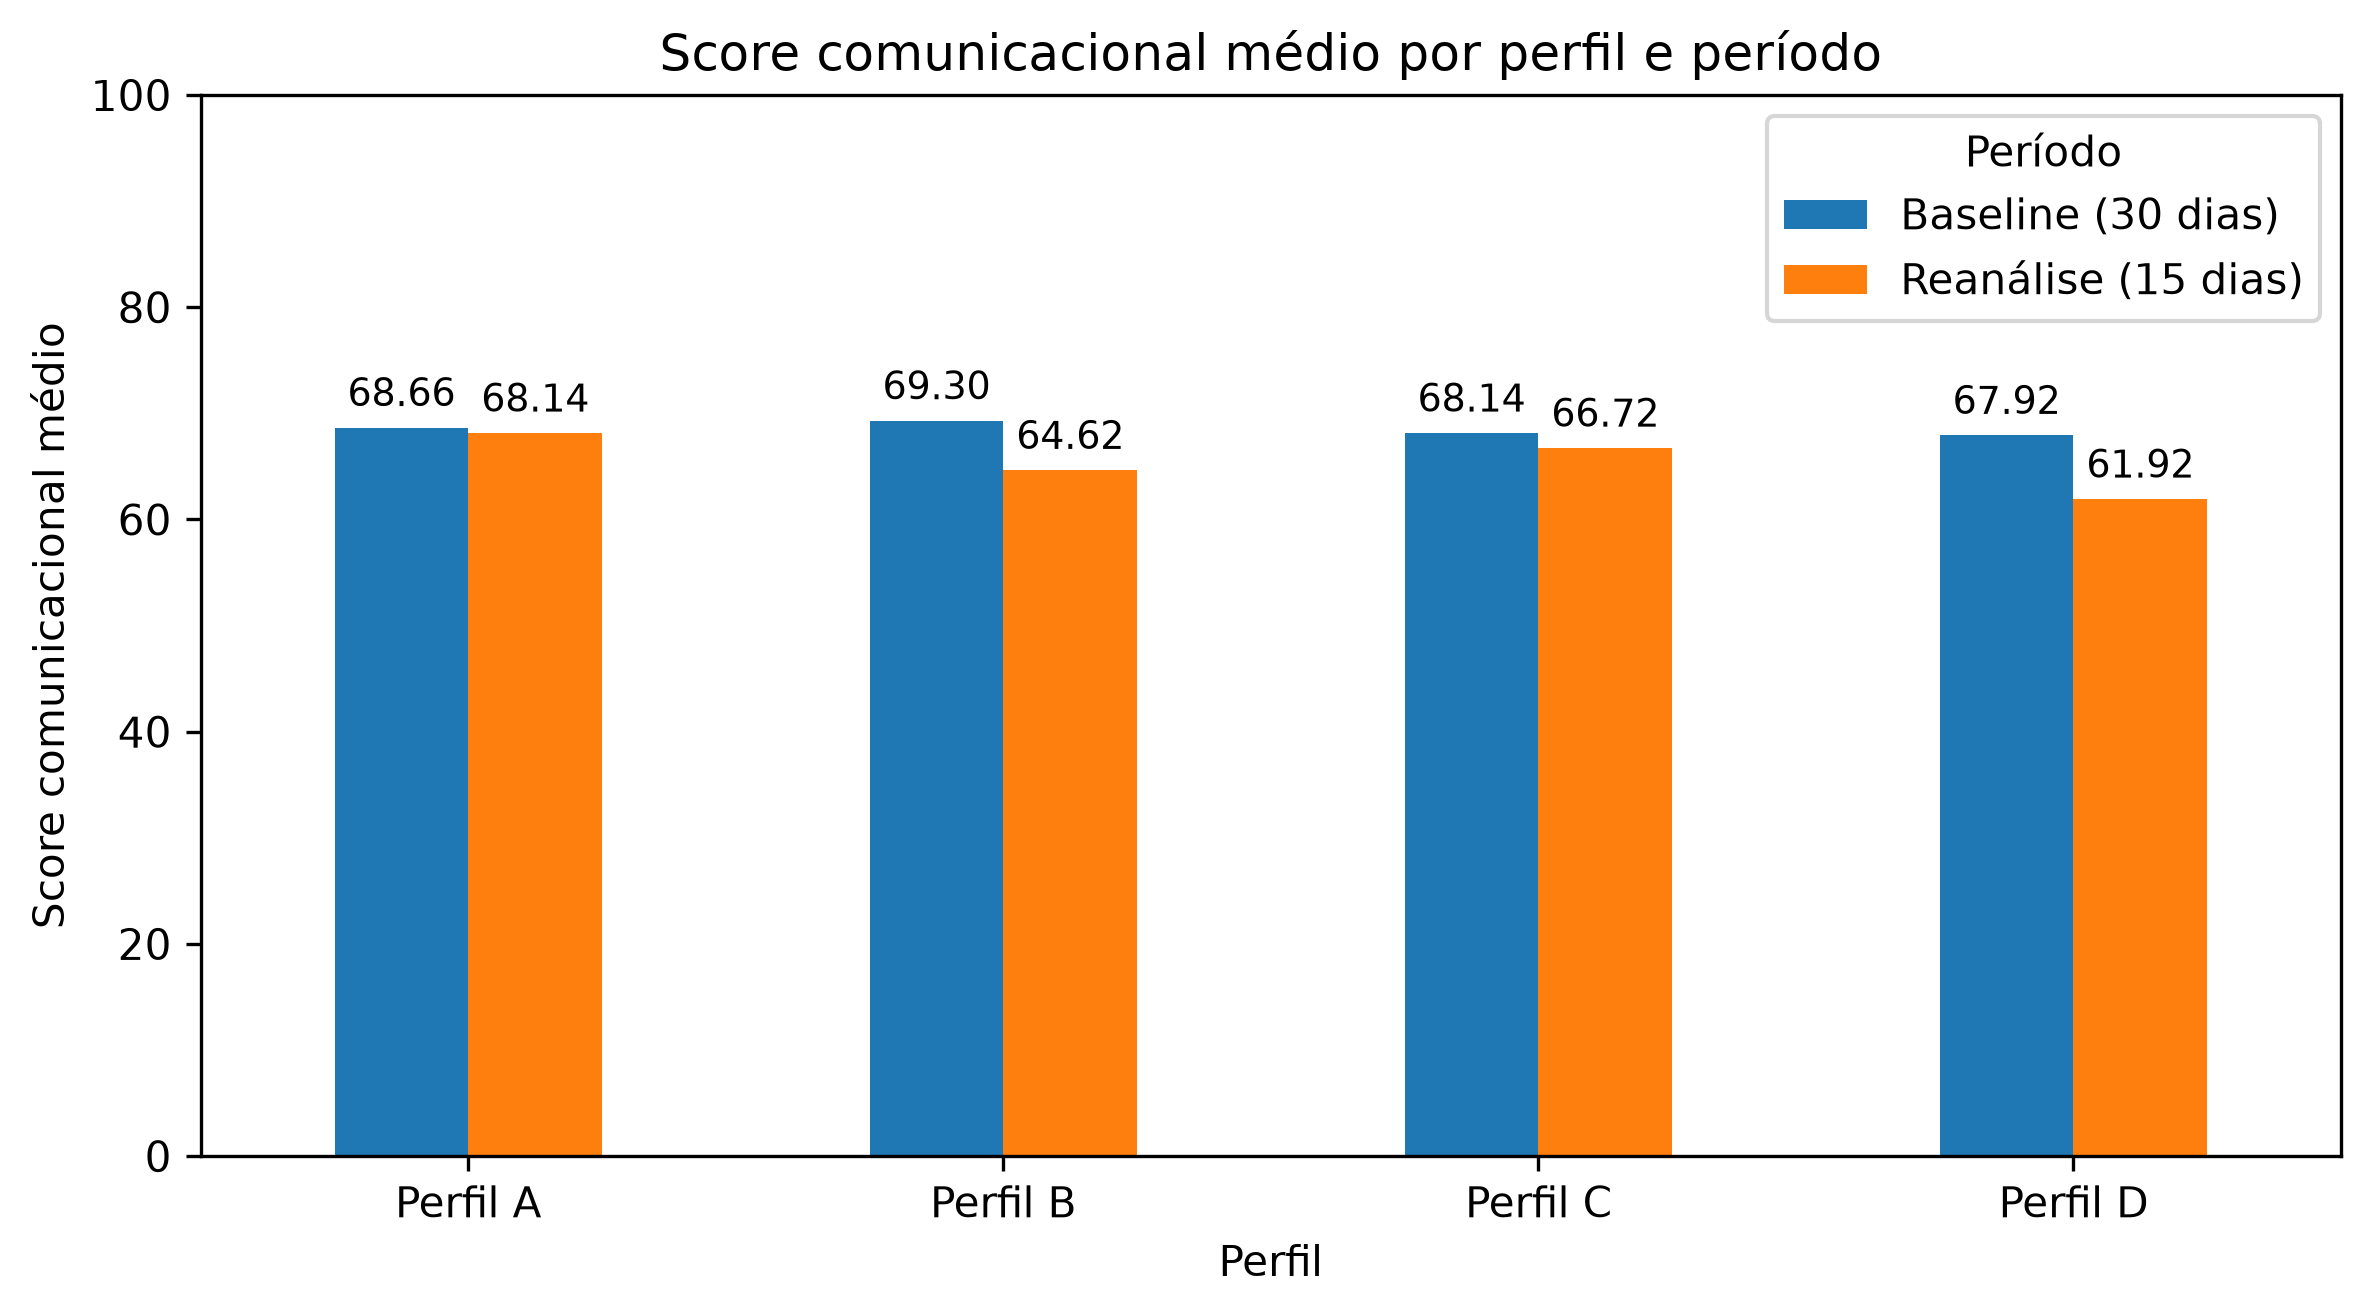 Score comunicacional médio por perfil e período
Score comunicacional médio
100
80
60
40
20
0
Período
Baseline (30 dias)
Reanálise (15 dias)
68.66 68.14
69.30 64.62
68.14 66.72
67.92 61.92
Perfil A
Perfil B
Perfil C
Perfil D
Perfil